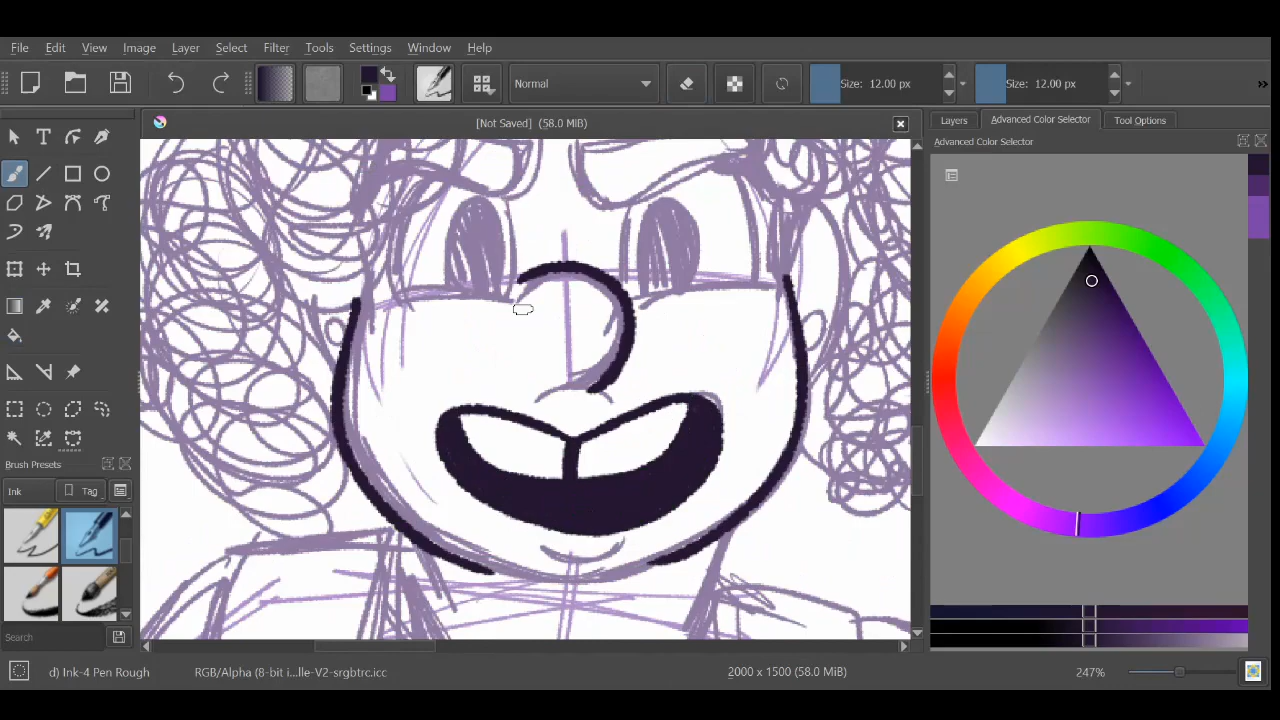 File Edit View Image Layer Select Filter Tools Settings Window Help
Normal Size: 12.00 px Size: 12.00 px »
[Not Saved] (58.0 MiB)
Layers Advanced Color Selector Tool Options
Advanced Color Selector
Brush Presets
Ink Tag
Search
d) Ink-4 Pen Rough RGB/Alpha (8-bit i...lle-V2-srgbtrc.icc 2000 x 1500 (58.0 MiB) 247%